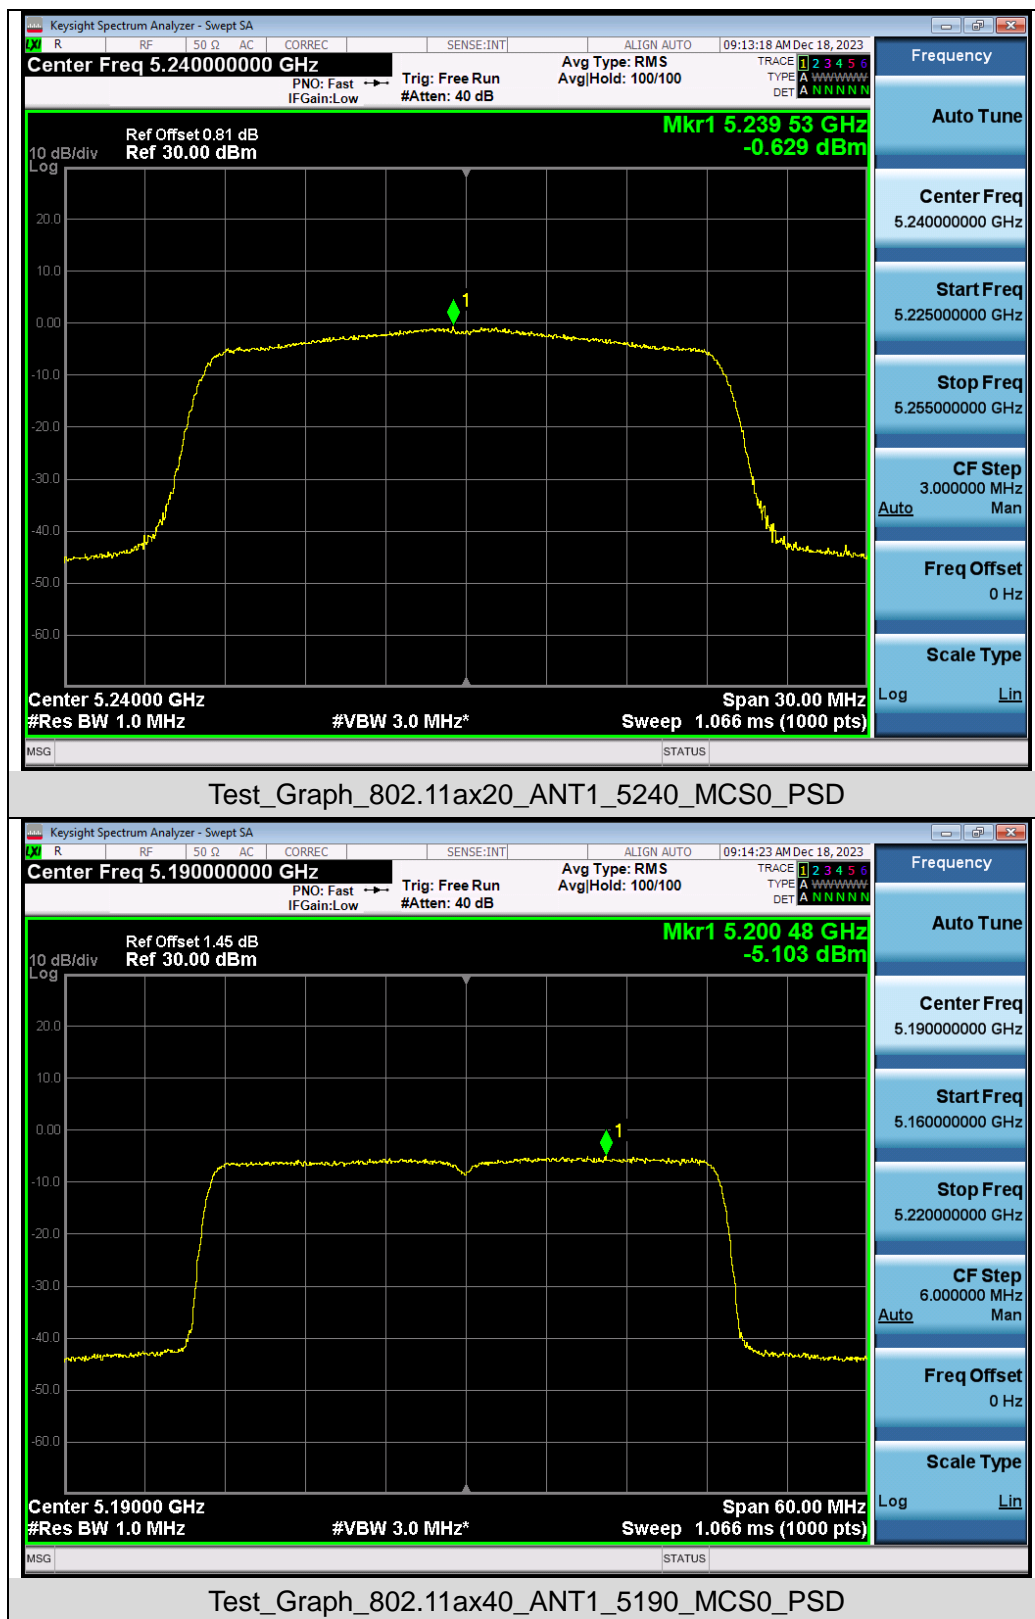 Keysight Spectrum Analyzer - Swept SA
LXI R RF 50 Ω AC CORREC SENSE:INT ALIGN AUTO 09:13:18 AM Dec 18, 2023
Center Freq 5.240000000 GHz
PNO: Fast
IFGain:Low
Trig: Free Run
#Atten: 40 dB
Avg Type: RMS
Avg|Hold: 100/100
TRACE 1 2 3 4 5 6
TYPE A WWWWW
DET A N N N N N
Frequency
Ref Offset 0.81 dB
10 dB/div Ref 30.00 dBm
Log
Mkr1 5.239 53 GHz
-0.629 dBm
20.0
10.0
0.00
-10.0
-20.0
-30.0
-40.0
-50.0
-60.0
1
Center 5.24000 GHz
Span 30.00 MHz
#Res BW 1.0 MHz
#VBW 3.0 MHz*
Sweep 1.066 ms (1000 pts)
MSG
STATUS
Auto Tune
Center Freq
5.240000000 GHz
Start Freq
5.225000000 GHz
Stop Freq
5.255000000 GHz
CF Step
3.000000 MHz
Auto Man
Freq Offset
0 Hz
Scale Type
Log Lin
Test_Graph_802.11ax20_ANT1_5240_MCS0_PSD
Keysight Spectrum Analyzer - Swept SA
LXI R RF 50 Ω AC CORREC SENSE:INT ALIGN AUTO 09:14:23 AM Dec 18, 2023
Center Freq 5.190000000 GHz
PNO: Fast
IFGain:Low
Trig: Free Run
#Atten: 40 dB
Avg Type: RMS
Avg|Hold: 100/100
TRACE 1 2 3 4 5 6
TYPE A WWWWW
DET A N N N N N
Frequency
Ref Offset 1.45 dB
10 dB/div Ref 30.00 dBm
Log
Mkr1 5.200 48 GHz
-5.103 dBm
20.0
10.0
0.00
-10.0
-20.0
-30.0
-40.0
-50.0
-60.0
1
Center 5.19000 GHz
Span 60.00 MHz
#Res BW 1.0 MHz
#VBW 3.0 MHz*
Sweep 1.066 ms (1000 pts)
MSG
STATUS
Auto Tune
Center Freq
5.190000000 GHz
Start Freq
5.160000000 GHz
Stop Freq
5.220000000 GHz
CF Step
6.000000 MHz
Auto Man
Freq Offset
0 Hz
Scale Type
Log Lin
Test_Graph_802.11ax40_ANT1_5190_MCS0_PSD